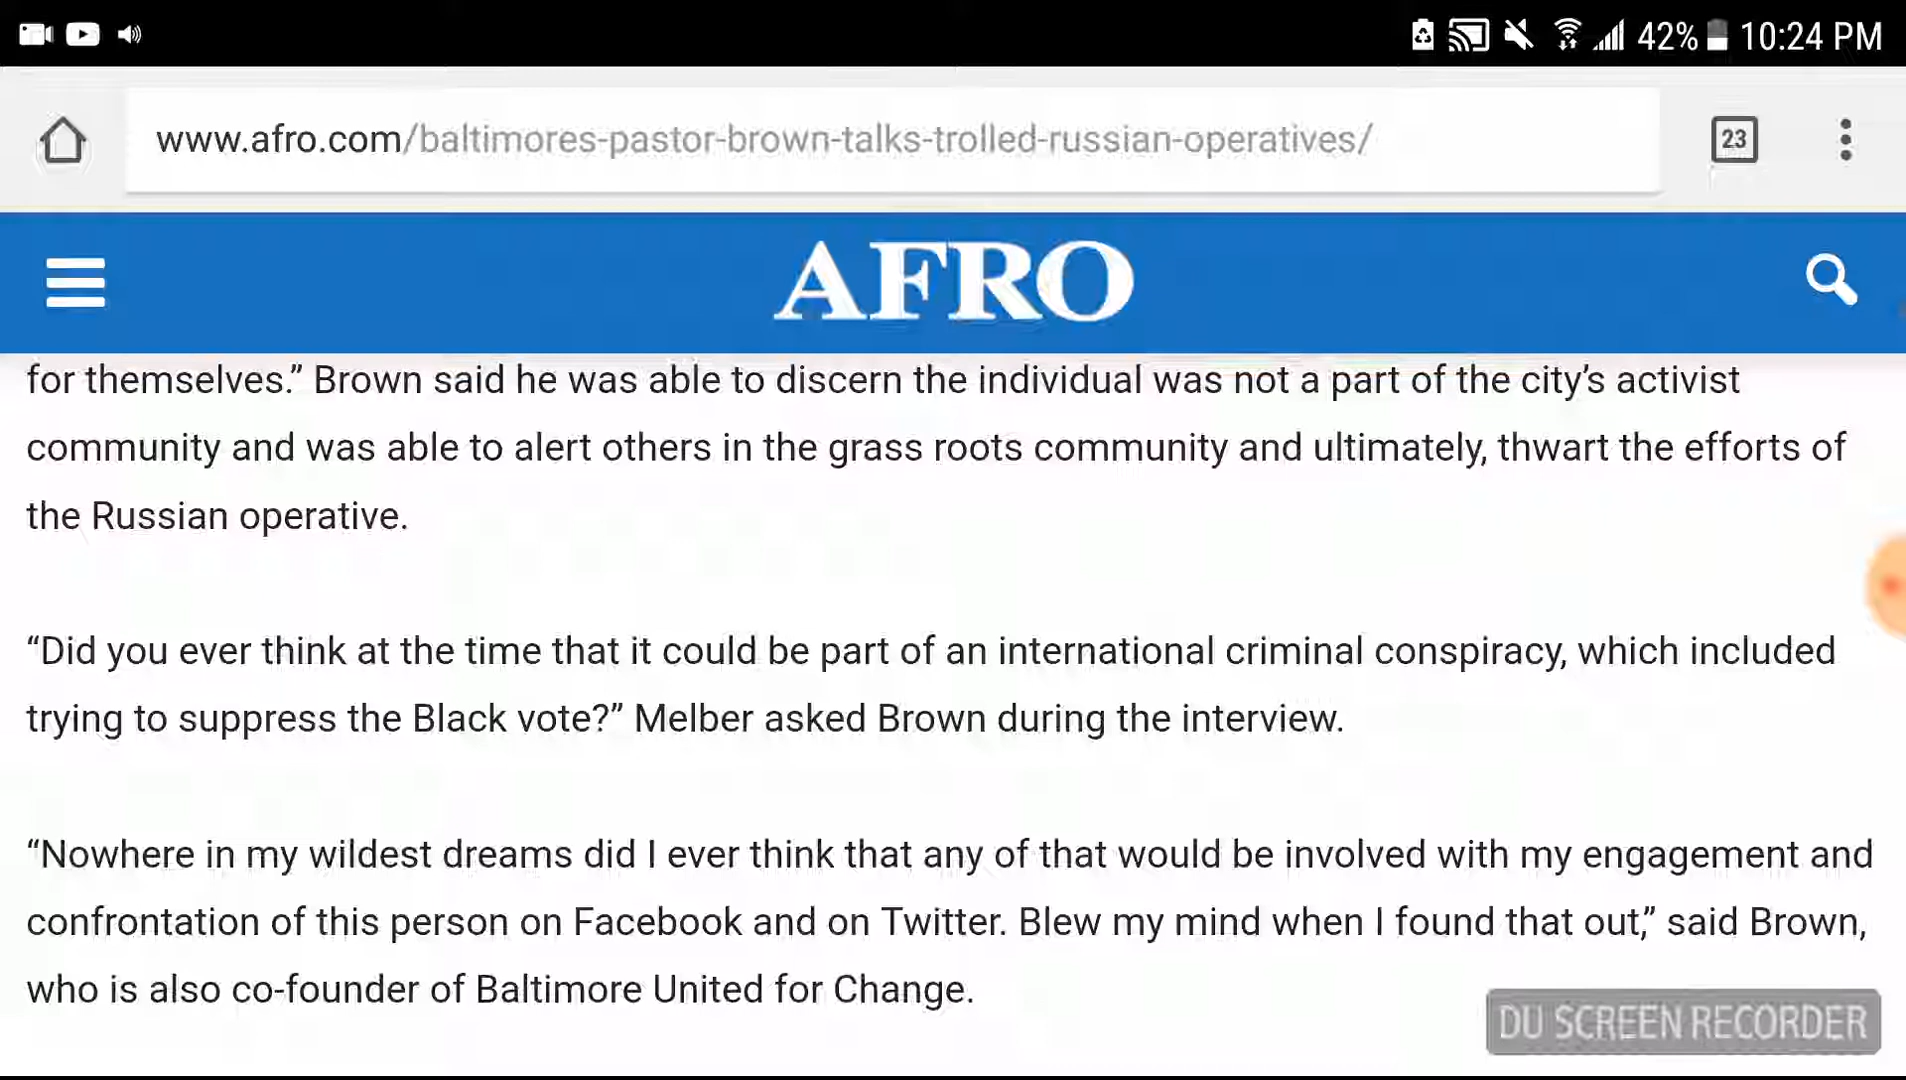 42% 10:24 PM
www.afro.com/baltimores-pastor-brown-talks-trolled-russian-operatives/
23
AFRO
for themselves.” Brown said he was able to discern the individual was not a part of the city’s activist
community and was able to alert others in the grass roots community and ultimately, thwart the efforts of
the Russian operative.
“Did you ever think at the time that it could be part of an international criminal conspiracy, which included
trying to suppress the Black vote?” Melber asked Brown during the interview.
“Nowhere in my wildest dreams did I ever think that any of that would be involved with my engagement and
confrontation of this person on Facebook and on Twitter. Blew my mind when I found that out,” said Brown,
who is also co-founder of Baltimore United for Change.
DU SCREEN RECORDER